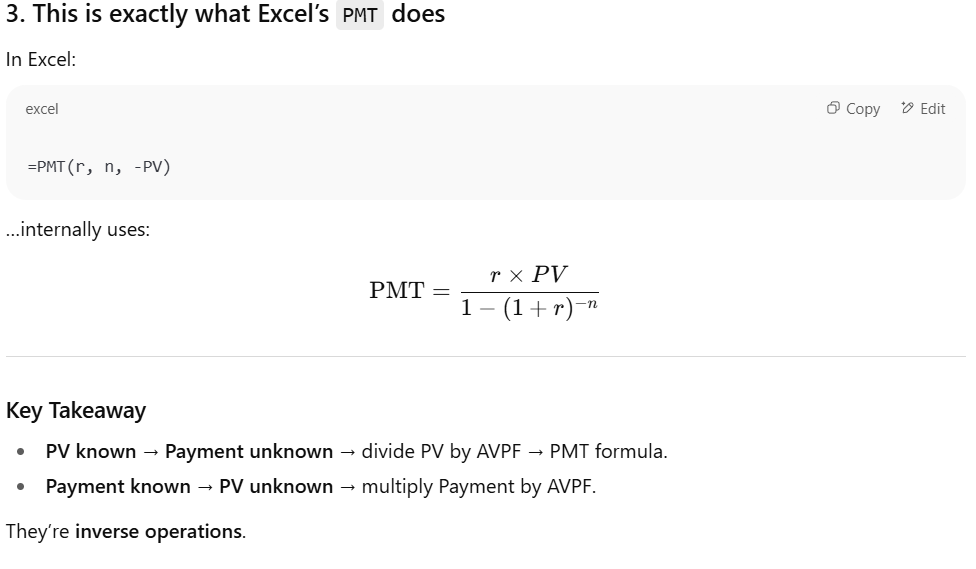 3. This is exactly what Excel’s PMT does
In Excel:
excel
Copy
Edit
=PMT(r, n, -PV)
...internally uses:
PMT = \frac{r × PV}{1 − (1 + r)^{−n}}
Key Takeaway
• PV known → Payment unknown → divide PV by AVPF → PMT formula.
• Payment known → PV unknown → multiply Payment by AVPF.
They’re inverse operations.